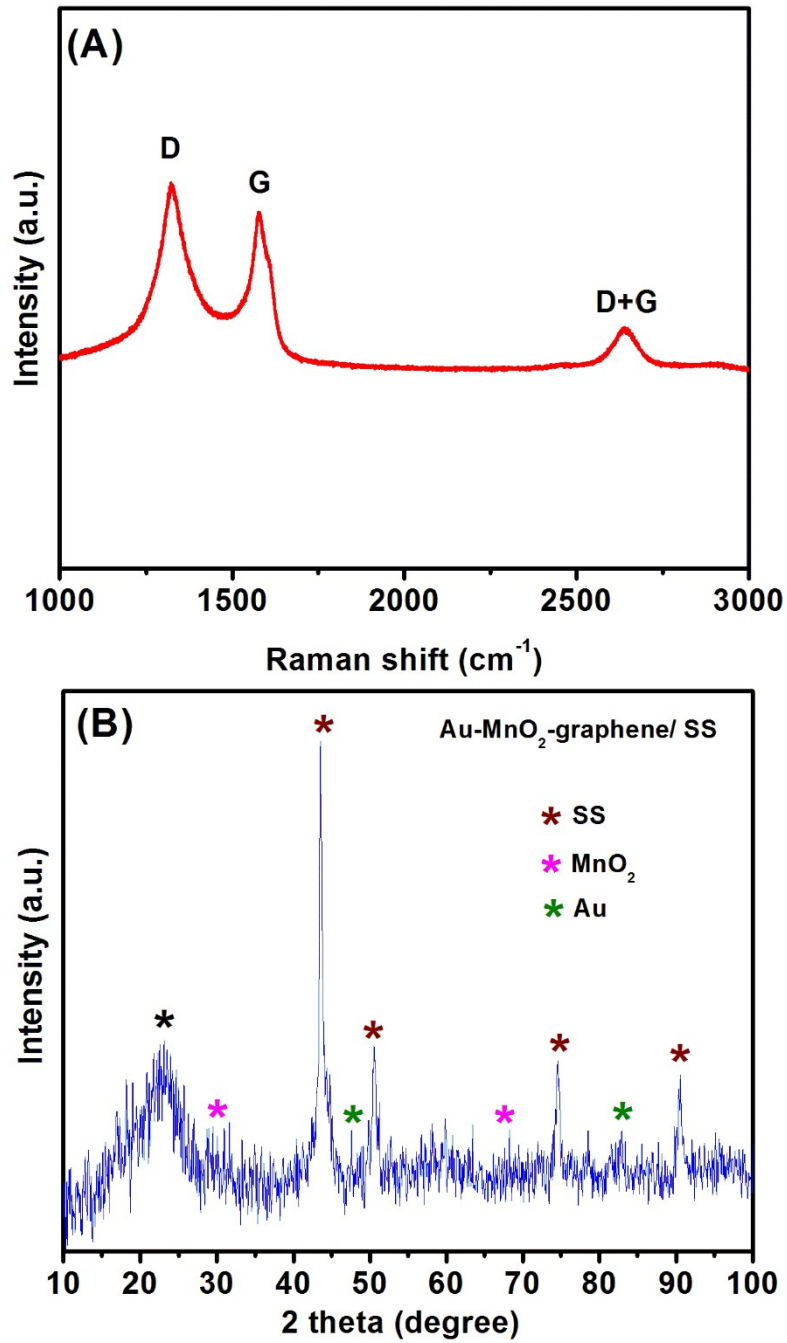 (A)
D
G
D+G
Intensity (a.u.)
1000 1500 2000 2500 3000
Raman shift (cm⁻¹)
(B)
Au-MnO₂-graphene/ SS
* SS
* MnO₂
* Au
* * * * * * * * *
Intensity (a.u.)
10 20 30 40 50 60 70 80 90 100
2 theta (degree)